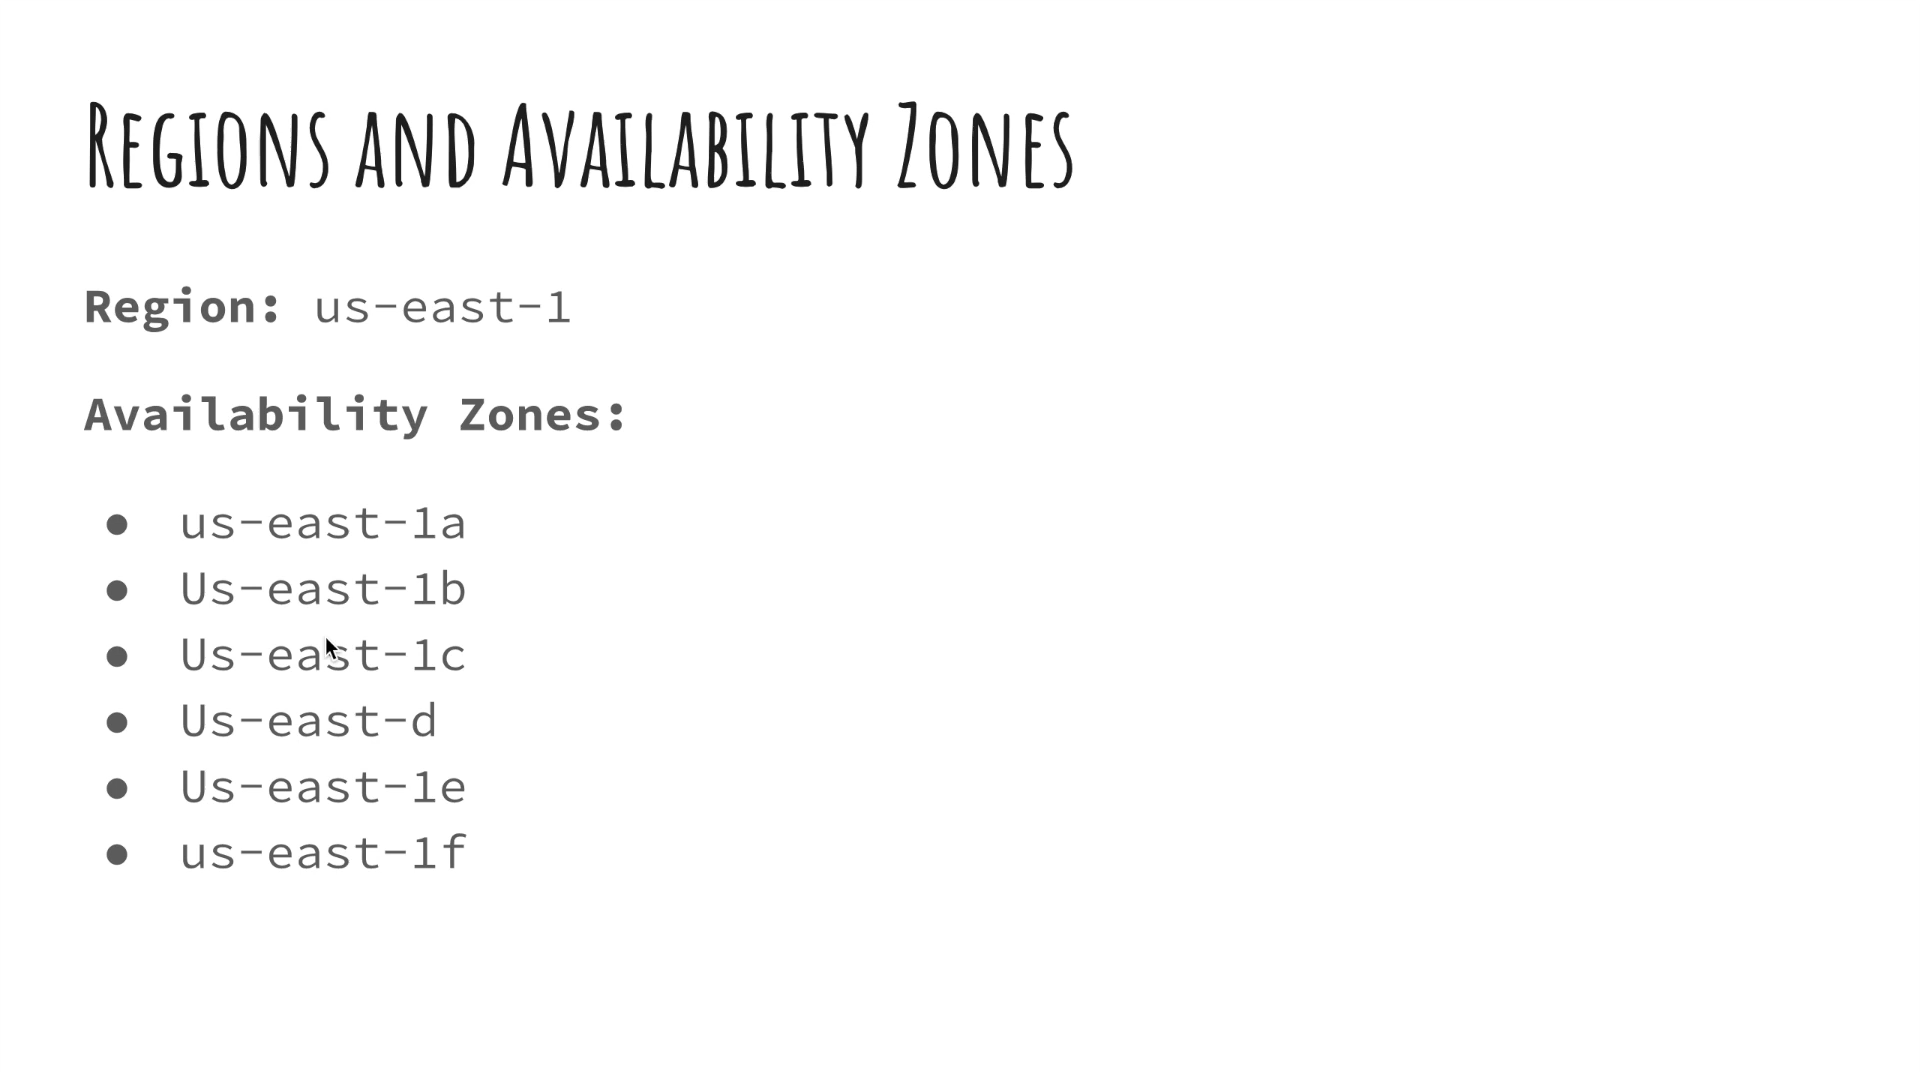 Regions and Availability Zones
Region: us-east-1
Availability Zones:
● us-east-1a
● Us-east-1b
● Us-east-1c
● Us-east-d
● Us-east-1e
● us-east-1f